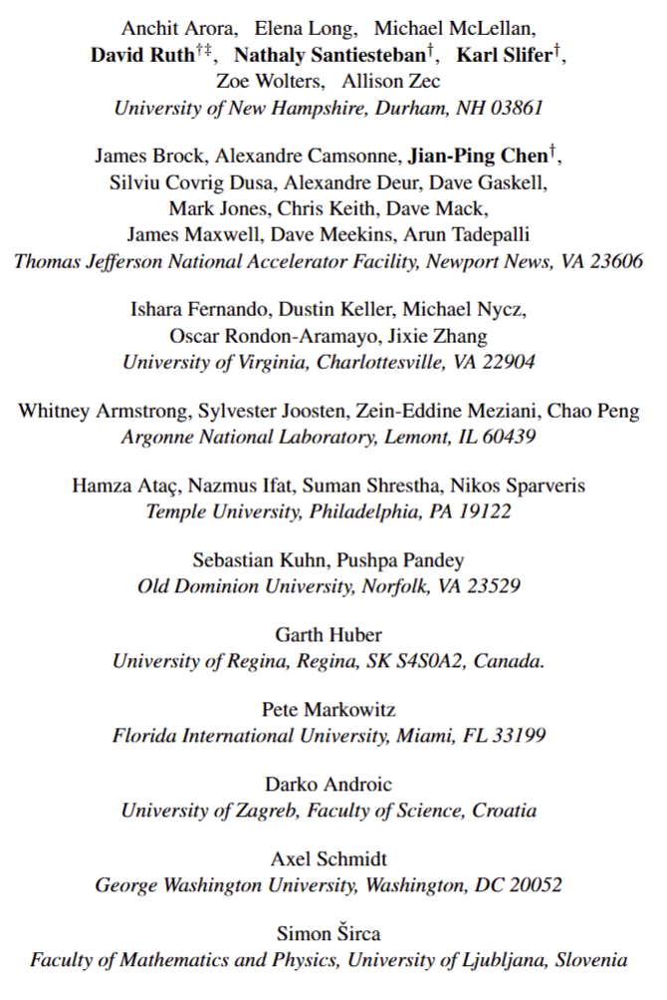 Anchit Arora, Elena Long, Michael McLellan,
David Ruth†‡, Nathaly Santiesteban†, Karl Slifer†,
Zoe Wolters, Allison Zec
University of New Hampshire, Durham, NH 03861
James Brock, Alexandre Camsonne, Jian-Ping Chen†,
Silviu Covrig Dusa, Alexandre Deur, Dave Gaskell,
Mark Jones, Chris Keith, Dave Mack,
James Maxwell, Dave Meekins, Arun Tadepalli
Thomas Jefferson National Accelerator Facility, Newport News, VA 23606
Ishara Fernando, Dustin Keller, Michael Nycz,
Oscar Rondon-Aramayo, Jixie Zhang
University of Virginia, Charlottesville, VA 22904
Whitney Armstrong, Sylvester Joosten, Zein-Eddine Meziani, Chao Peng
Argonne National Laboratory, Lemont, IL 60439
Hamza Ataç, Nazmus Ifat, Suman Shrestha, Nikos Sparveris
Temple University, Philadelphia, PA 19122
Sebastian Kuhn, Pushpa Pandey
Old Dominion University, Norfolk, VA 23529
Garth Huber
University of Regina, Regina, SK S4S0A2, Canada.
Pete Markowitz
Florida International University, Miami, FL 33199
Darko Androic
University of Zagreb, Faculty of Science, Croatia
Axel Schmidt
George Washington University, Washington, DC 20052
Simon Širca
Faculty of Mathematics and Physics, University of Ljubljana, Slovenia